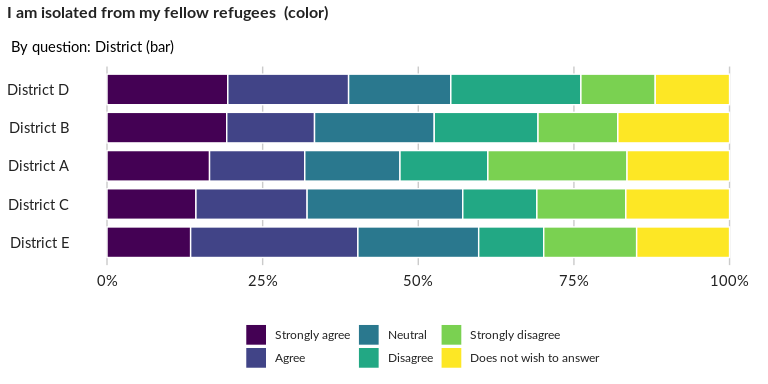 I am isolated from my fellow refugees  (color)
By question: District (bar)
District D
District B
District A
District C
District E
0% 25% 50% 75% 100%
Strongly agree Neutral Strongly disagree
Agree Disagree Does not wish to answer